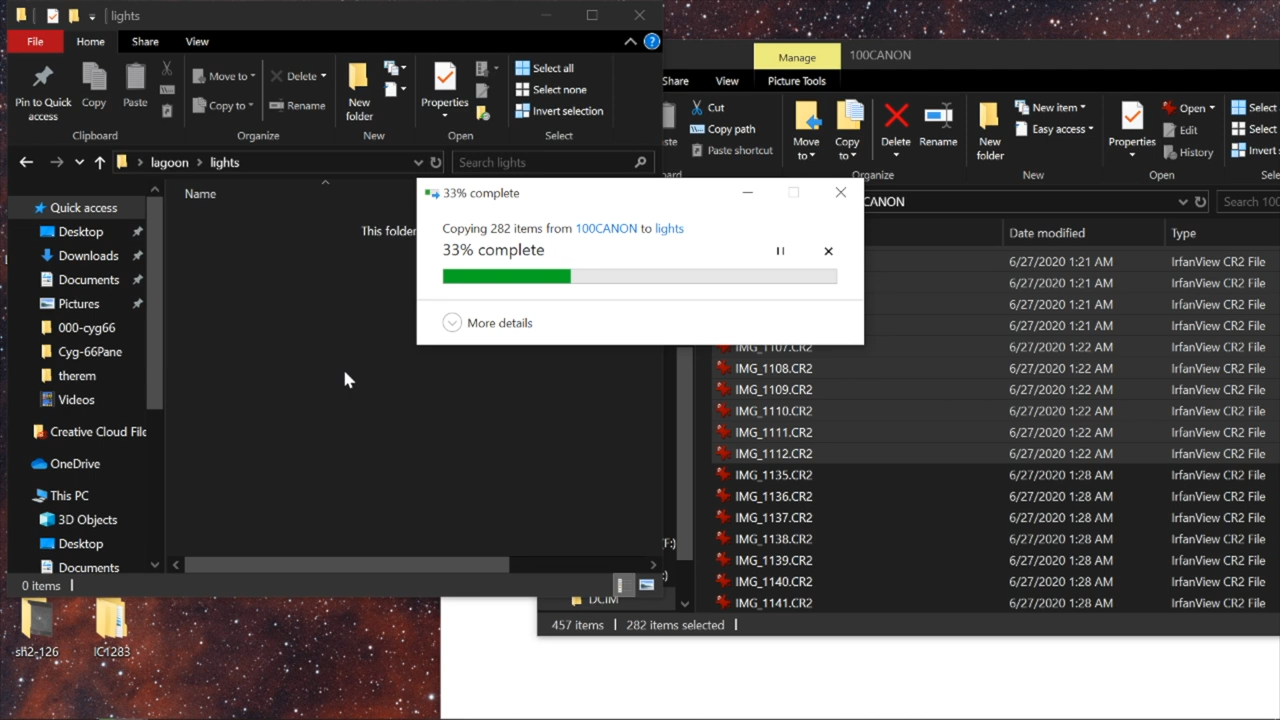 lights
File
Home
Share
View
Pin to Quick access
Copy
Paste
Move to
Copy to
Delete
Rename
New folder
Properties
Select all
Select none
Invert selection
Clipboard
Organize
New
Open
Select
lagoon > lights
Search lights
Name
This folder
Quick access
Desktop
Downloads
Documents
Pictures
000-cyg66
Cyg-66Pane
therem
Videos
Creative Cloud File
OneDrive
This PC
3D Objects
Desktop
Documents
0 items
sh2-126
IC1283
33% complete
Copying 282 items from 100CANON to lights
33% complete
More details
Manage
100CANON
Share
View
Picture Tools
ste
Cut
Copy path
Paste shortcut
Move to
Copy to
Delete
Rename
New folder
New item
Easy access
Properties
Open
Edit
History
Select
Select
Invert s
oard
Organize
New
Open
Sele
CANON
Search 100
Date modified
Type
6/27/2020 1:21 AM IrfanView CR2 File
6/27/2020 1:21 AM IrfanView CR2 File
6/27/2020 1:21 AM IrfanView CR2 File
6/27/2020 1:21 AM IrfanView CR2 File
IMG_1107.CR2 6/27/2020 1:22 AM IrfanView CR2 File
IMG_1108.CR2 6/27/2020 1:22 AM IrfanView CR2 File
IMG_1109.CR2 6/27/2020 1:22 AM IrfanView CR2 File
IMG_1110.CR2 6/27/2020 1:22 AM IrfanView CR2 File
IMG_1111.CR2 6/27/2020 1:22 AM IrfanView CR2 File
IMG_1112.CR2 6/27/2020 1:22 AM IrfanView CR2 File
IMG_1135.CR2 6/27/2020 1:28 AM IrfanView CR2 File
IMG_1136.CR2 6/27/2020 1:28 AM IrfanView CR2 File
IMG_1137.CR2 6/27/2020 1:28 AM IrfanView CR2 File
IMG_1138.CR2 6/27/2020 1:28 AM IrfanView CR2 File
IMG_1139.CR2 6/27/2020 1:28 AM IrfanView CR2 File
IMG_1140.CR2 6/27/2020 1:28 AM IrfanView CR2 File
IMG_1141.CR2 6/27/2020 1:28 AM IrfanView CR2 File
F:)
:)
DCIM
457 items
282 items selected